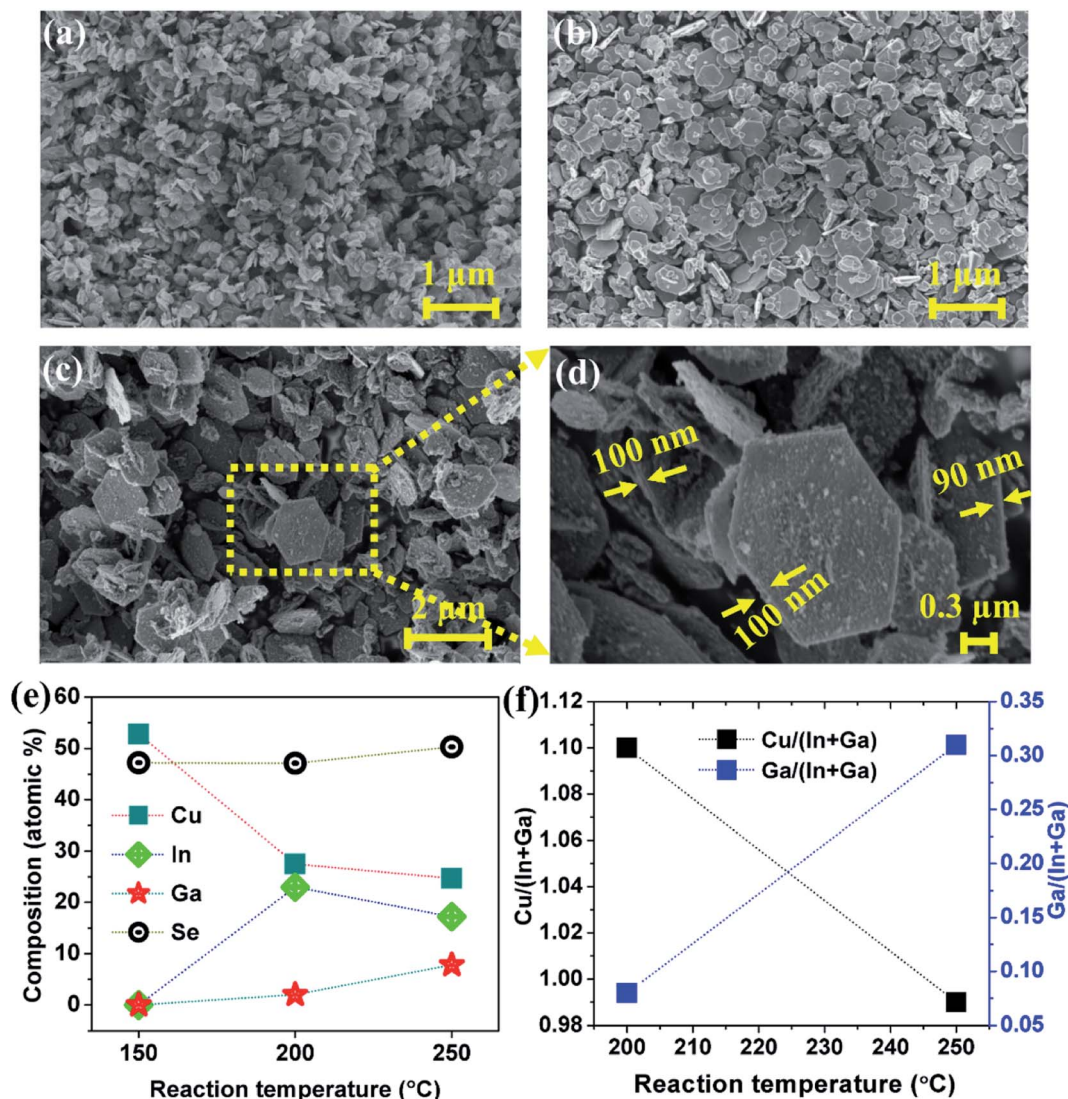 (a)
(b)
1 µm
1 µm
(c)
(d)
100 nm
90 nm
100 nm
2 µm
0.3 µm
(e)
60
50
40
30
20
10
0
Composition (atomic %)
Cu
In
Ga
Se
150
200
250
Reaction temperature (°C)
(f)
1.12
1.10
1.08
1.06
1.04
1.02
1.00
0.98
Cu/(In+Ga)
Cu/(In+Ga)
Ga/(In+Ga)
0.35
0.30
0.25
0.20
0.15
0.10
0.05
Ga/(In+Ga)
200 210 220 230 240 250
Reaction temperature (°C)